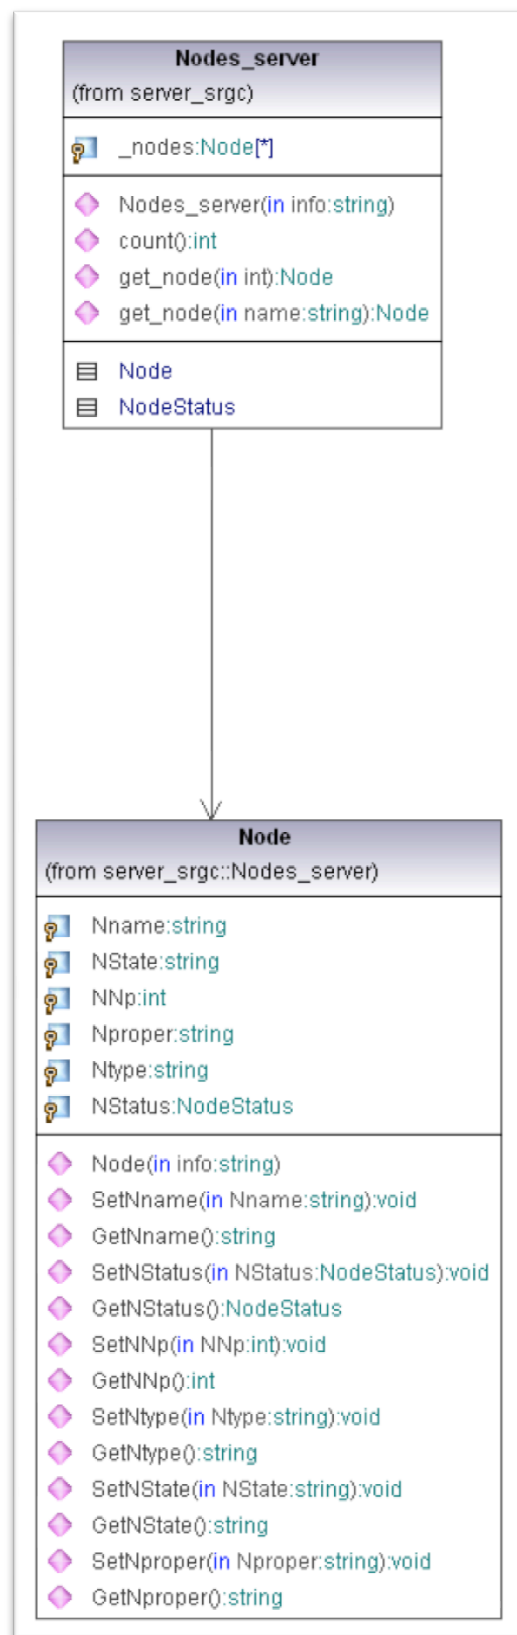 Nodes_server
(from server_srgc)
_nodes:Node[*]
Nodes_server(in info:string)
count():int
get_node(in int):Node
get_node(in name:string):Node
Node
NodeStatus
Node
(from server_srgc::Nodes_server)
Nname:string
NState:string
NNp:int
Nproper:string
Ntype:string
NStatus:NodeStatus
Node(in info:string)
SetNname(in Nname:string):void
GetNname():string
SetNStatus(in NStatus:NodeStatus):void
GetNStatus():NodeStatus
SetNNp(in NNp:int):void
GetNNp():int
SetNtype(in Ntype:string):void
GetNtype():string
SetNState(in NState:string):void
GetNState():string
SetNproper(in Nproper:string):void
GetNproper():string